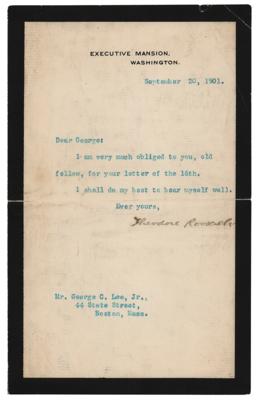 EXECUTIVE MANSION,
WASHINGTON.
September 20, 1901.
Dear George:
I am very much obliged to you, old
fellow, for your letter of the 16th.
I shall do my best to bear myself well.
Ever yours,
Theodore Roosevelt
Mr. George C. Lee, Jr.,
44 State Street,
Boston, Mass.